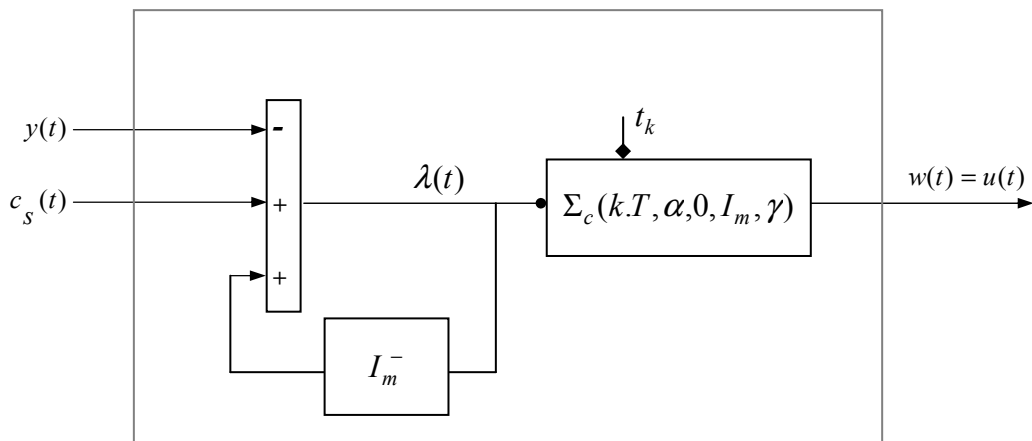 y(t)
-
t_k
λ(t)
w(t) = u(t)
c_s(t)
+
Σ_c(k.T, α,0, I_m, γ)
+
I_m^-